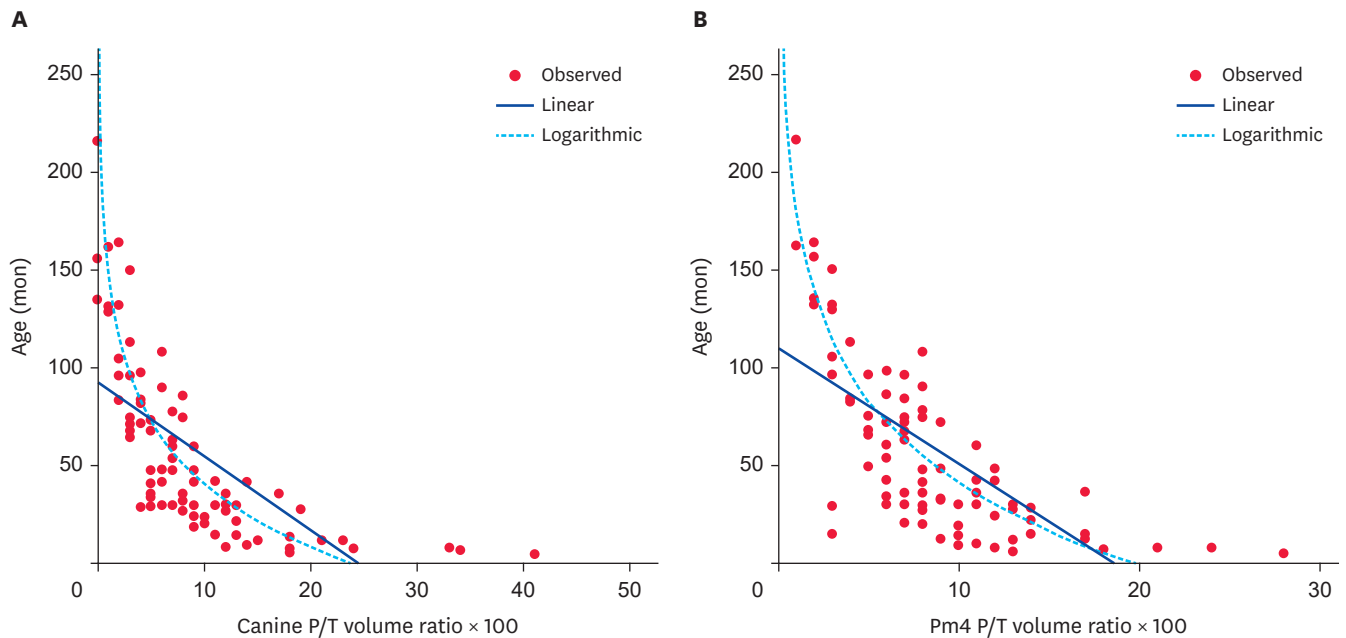 A
250
200
150
100
50
0
10
20
30
40
50
Age (mon)
Canine P/T volume ratio × 100
Observed
Linear
Logarithmic
B
250
200
150
100
50
0
10
20
30
Age (mon)
Pm4 P/T volume ratio × 100
Observed
Linear
Logarithmic